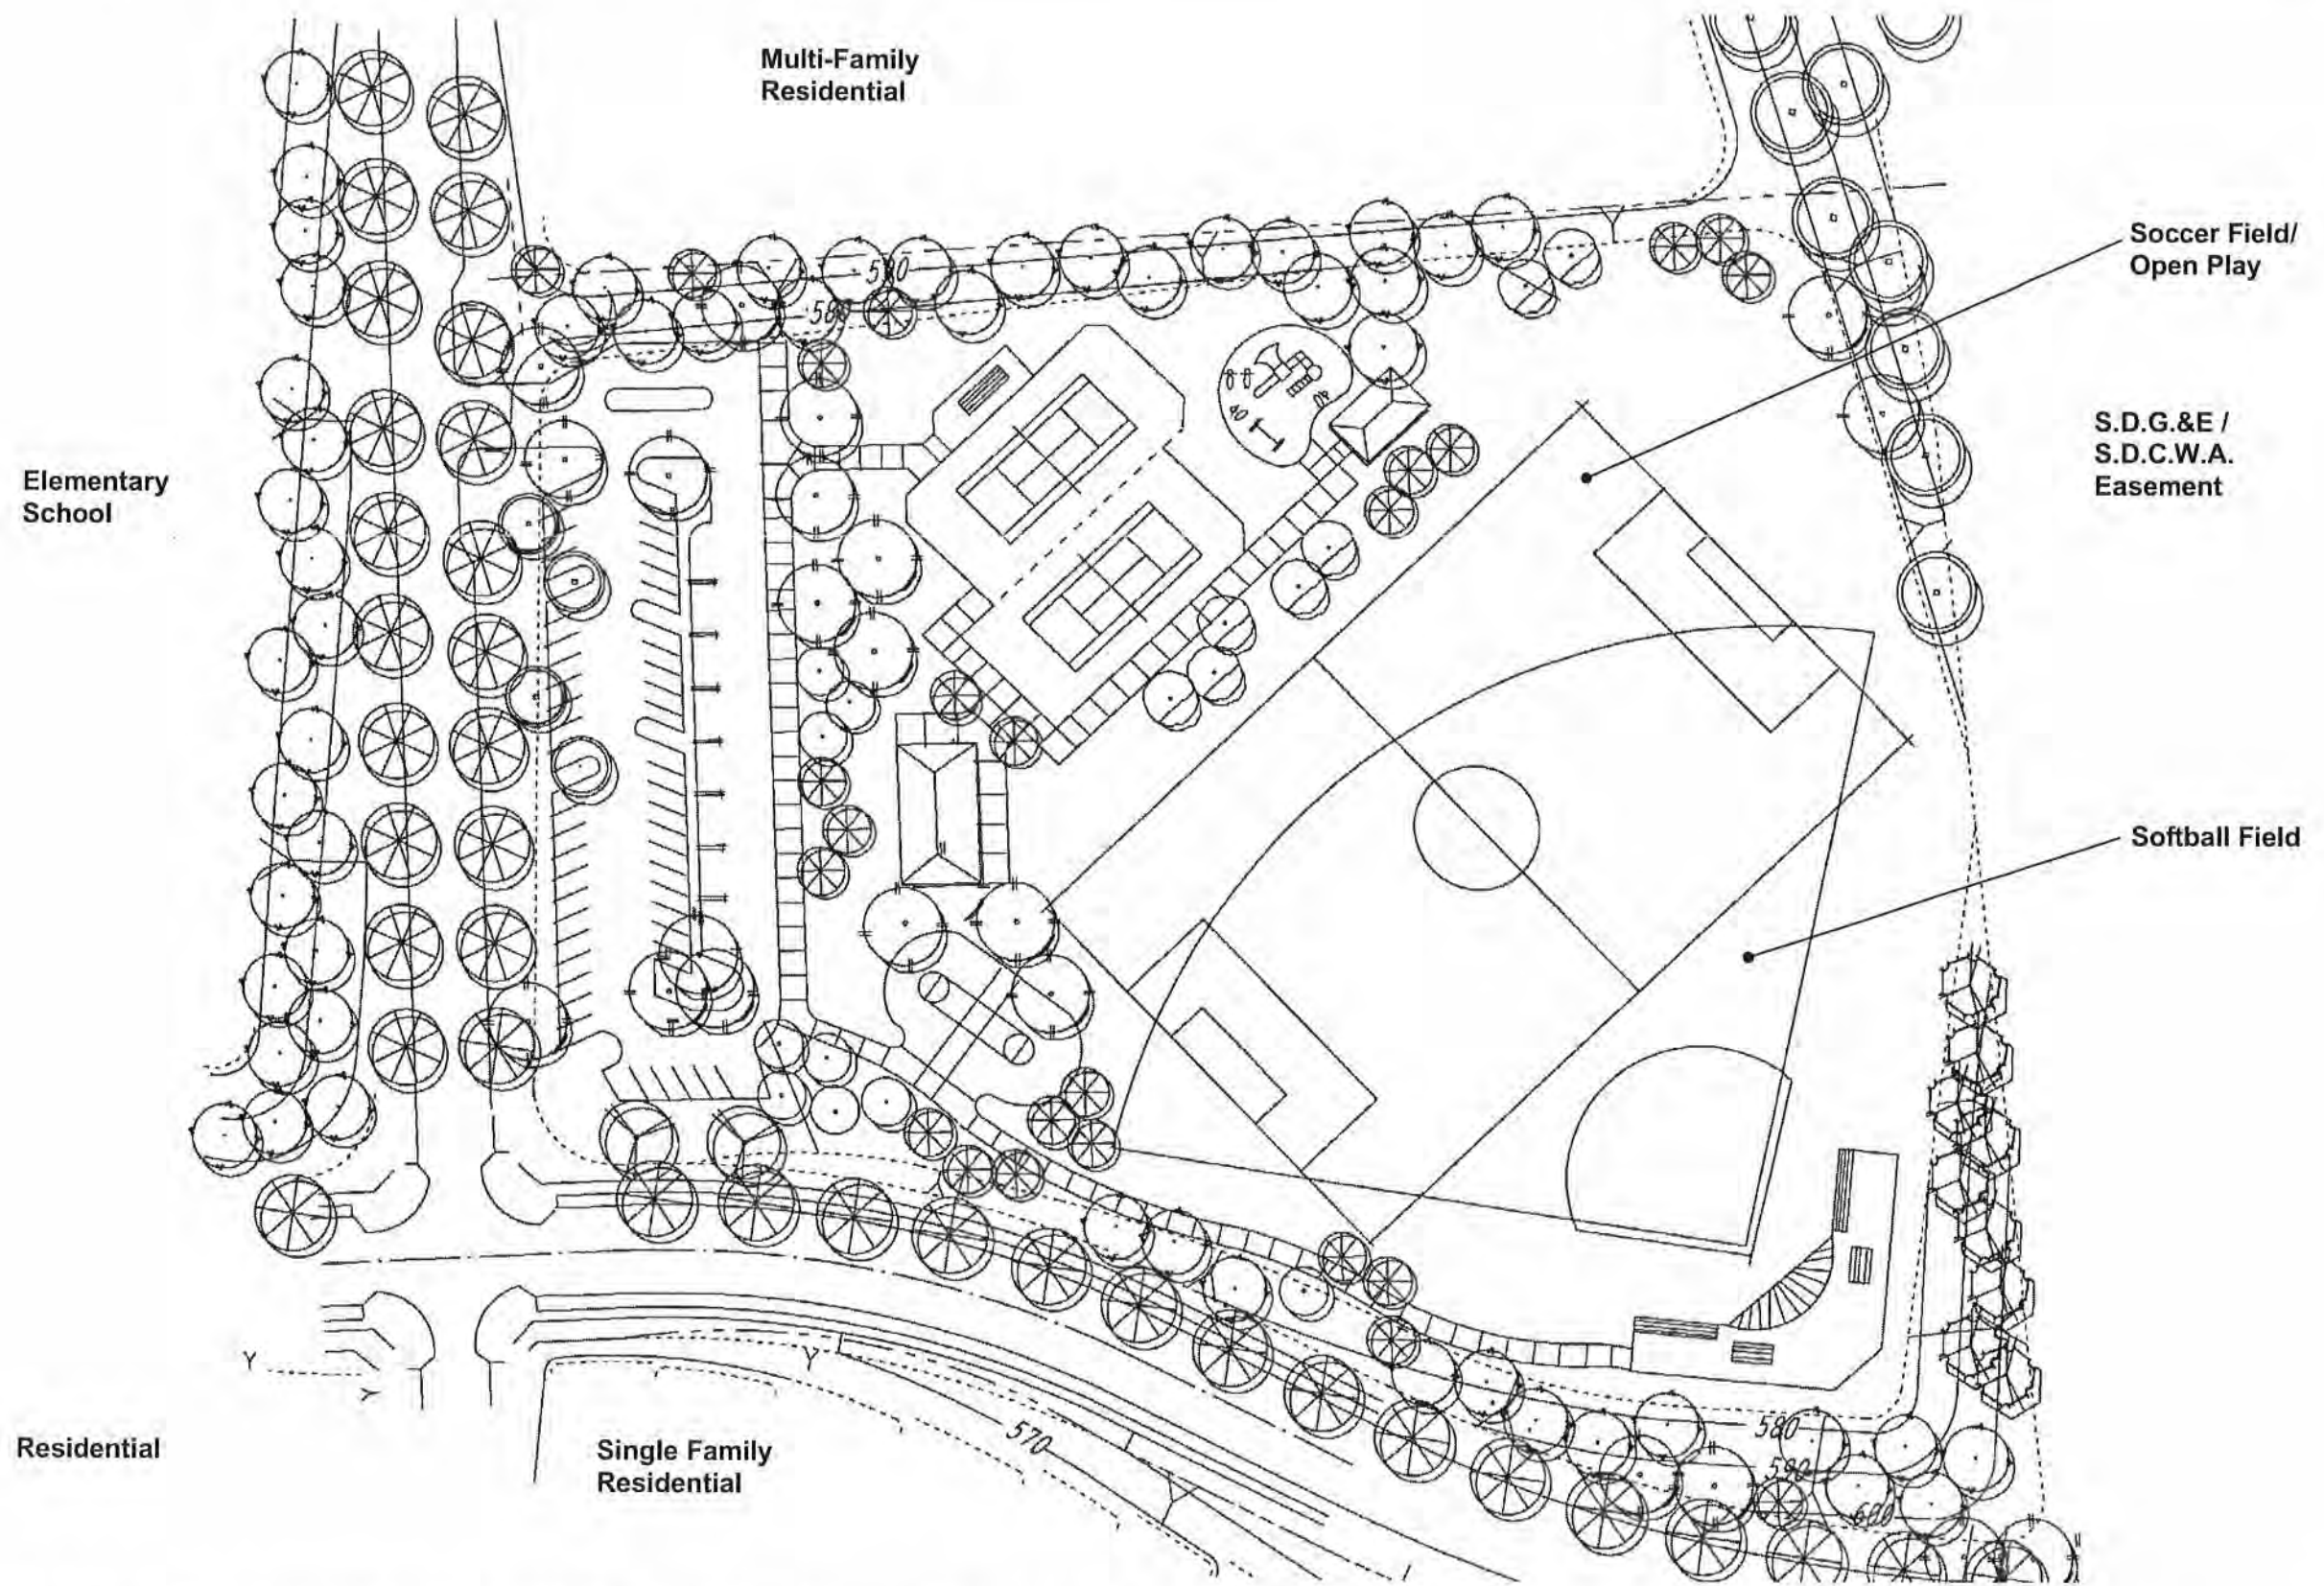 Multi-Family
Residential
Soccer Field/
Open Play
580
S.D.G.&E /
S.D.C.W.A.
Easement
Elementary
School
Softball Field
Y
Y
Residential
Single Family
Residential
570
580
590
600